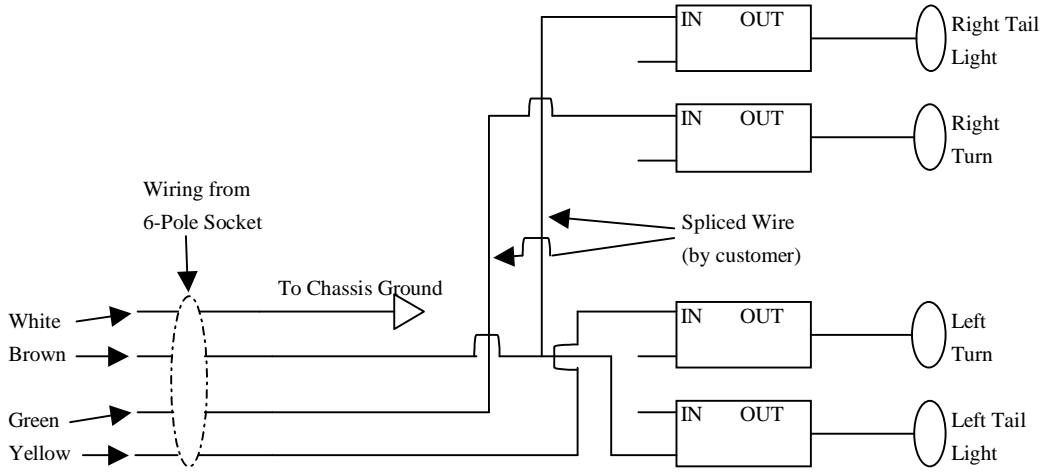 IN OUT
Right Tail
Light
IN OUT
Right
Turn
Wiring from
6-Pole Socket
Spliced Wire
(by customer)
To Chassis Ground
White
Brown
Green
Yellow
IN OUT
Left
Turn
IN OUT
Left Tail
Light